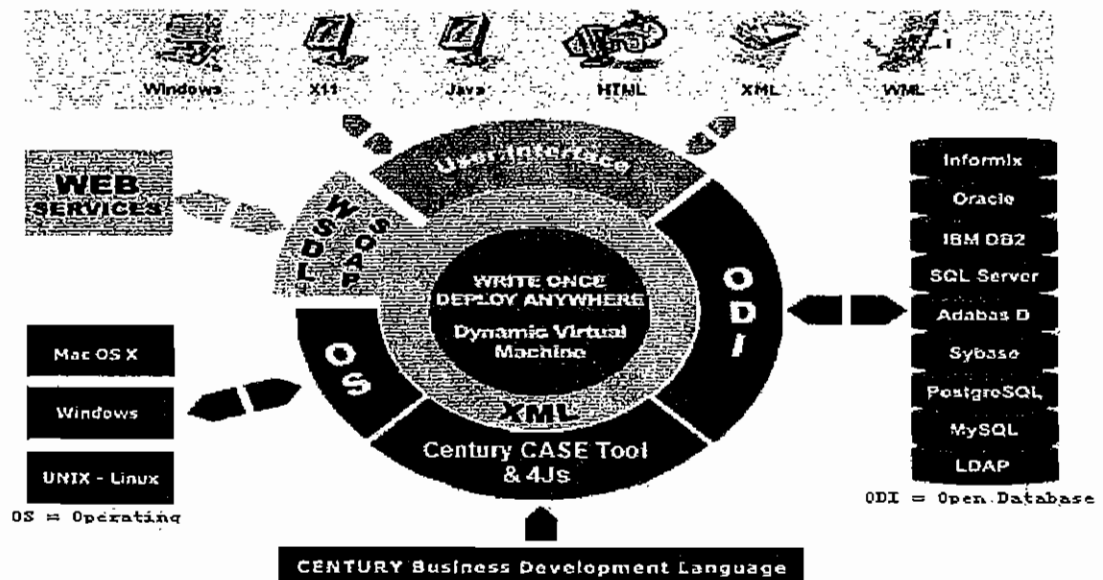 Windows
X11
Java
HTML
XML
WML
User Interface
WEB
SERVICES
WSDL
SOAP
WRITE ONCE
DEPLOY ANYWHERE
Dynamic Virtual
Machine
XML
ODI
OS
Century CASE Tool
& 4Js
Informix
Oracle
IBM DB2
SQL Server
Adabas D
Sybase
PostgreSQL
MySQL
LDAP
ODI = Open Database
Mac OS X
Windows
UNIX - Linux
OS = Operating
CENTURY Business Development Language